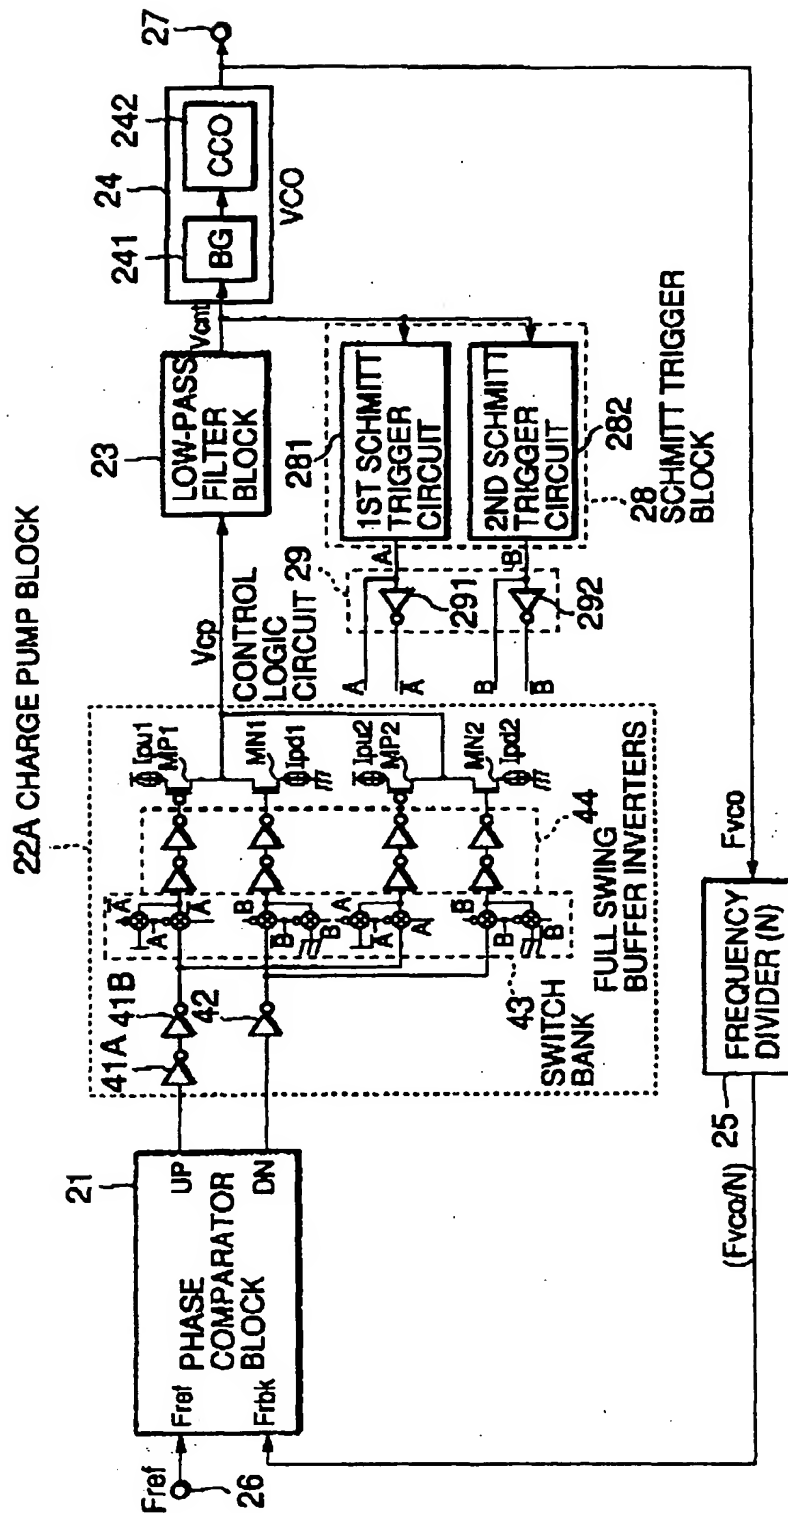 22A CHARGE PUMP BLOCK
Fref
26
21
Fref
Frbk
PHASE
COMPARATOR
BLOCK
UP
DN
41A
41B
42
43
SWITCH
BANK
44
FULL SWING
BUFFER INVERTERS
A
A
A
B
B
B
A
A
A
B
B
B
Ipu1
MP1
MN1
Ipd1
Ipu2
MP2
MN2
Ipd2
Vcp
CONTROL
LOGIC
CIRCUIT 29
A
A
B
B
291
292
A
B
23
LOW-PASS
FILTER
BLOCK
Vcnt
281
1ST SCHMITT
TRIGGER
CIRCUIT
2ND SCHMITT
TRIGGER
CIRCUIT
282
28
SCHMITT TRIGGER
BLOCK
24
241
242
BG
CCO
VCO
27
Fvco
FREQUENCY
DIVIDER (N)
25
(Fvco/N)